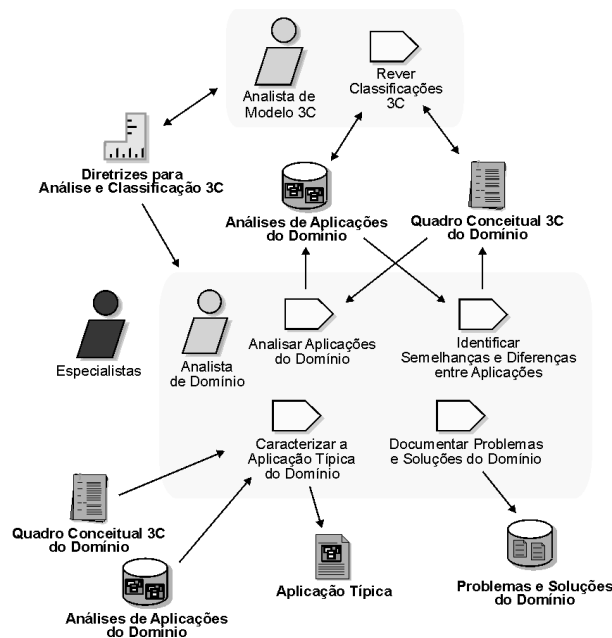 Analista de
Modelo 3C
Rever
Classificações
3C
Diretrizes para
Análise e Classificação 3C
Análises de Aplicações
do Domínio
Quadro Conceitual 3C
do Domínio
Especialistas
Analista
de Domínio
Analisar Aplicações
do Domínio
Identificar
Semelhanças e Diferenças
entre Aplicações
Caracterizar a
Aplicação Típica
do Domínio
Documentar Problemas
e Soluções do Domínio
Quadro Conceitual 3C
do Domínio
Análises de Aplicações
do Domínio
Aplicação Típica
Problemas e Soluções
do Domínio